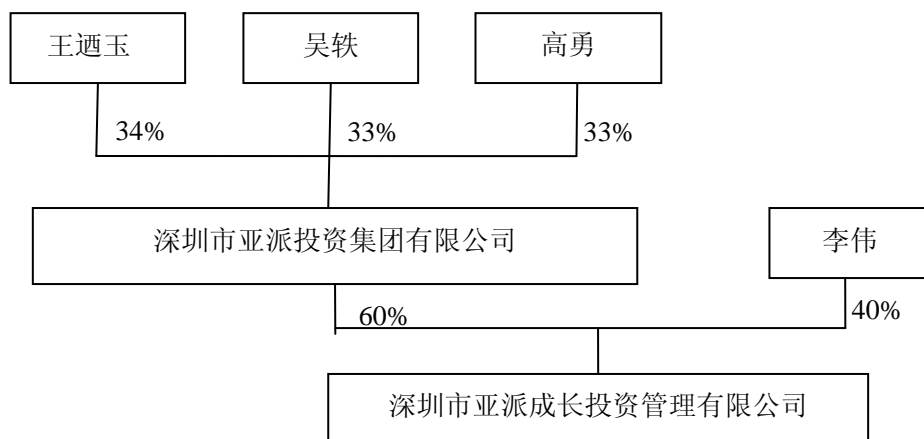 王迺玉
吴轶
高勇
34%
33%
33%
深圳市亚派投资集团有限公司
李伟
60%
40%
深圳市亚派成长投资管理有限公司